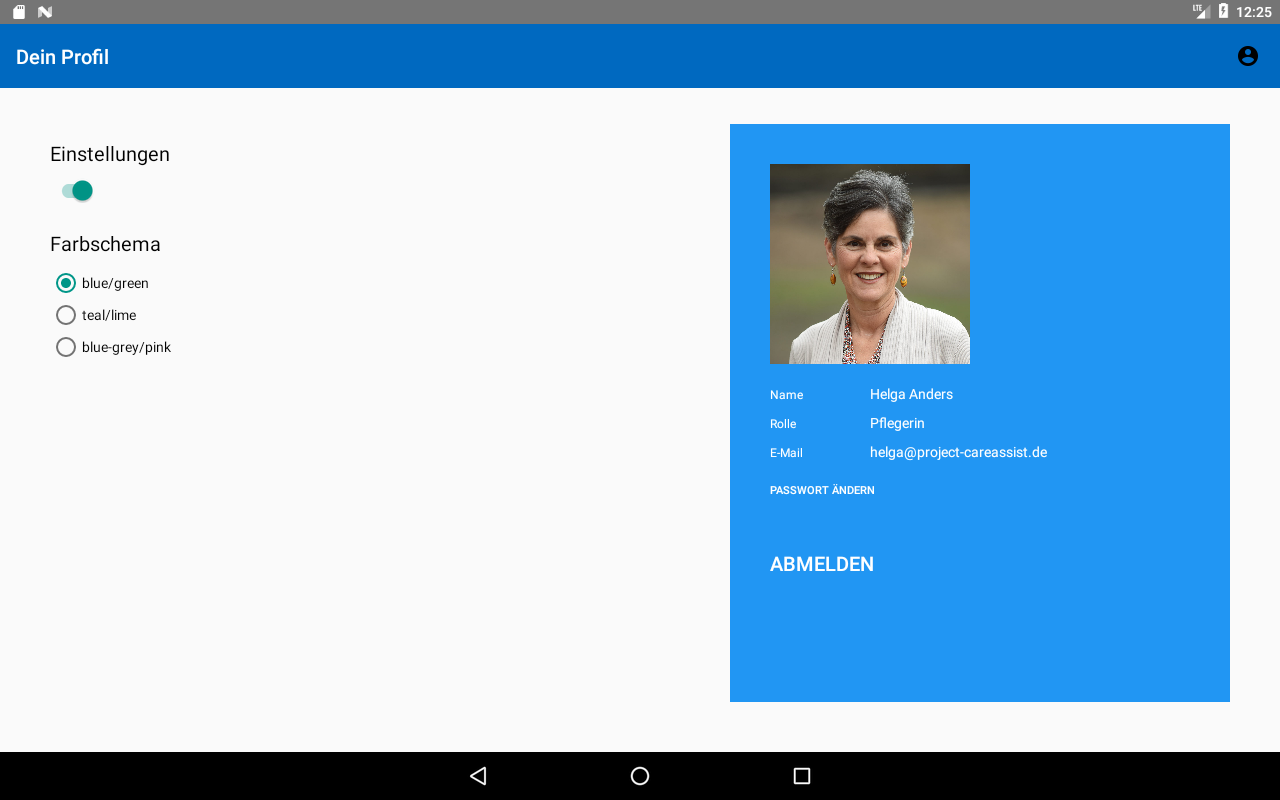 LTE 12:25
Dein Profil
Einstellungen
Farbschema
blue/green
teal/lime
blue-grey/pink
Name Helga Anders
Rolle Pflegerin
E-Mail helga@project-careassist.de
PASSWORT ÄNDERN
ABMELDEN